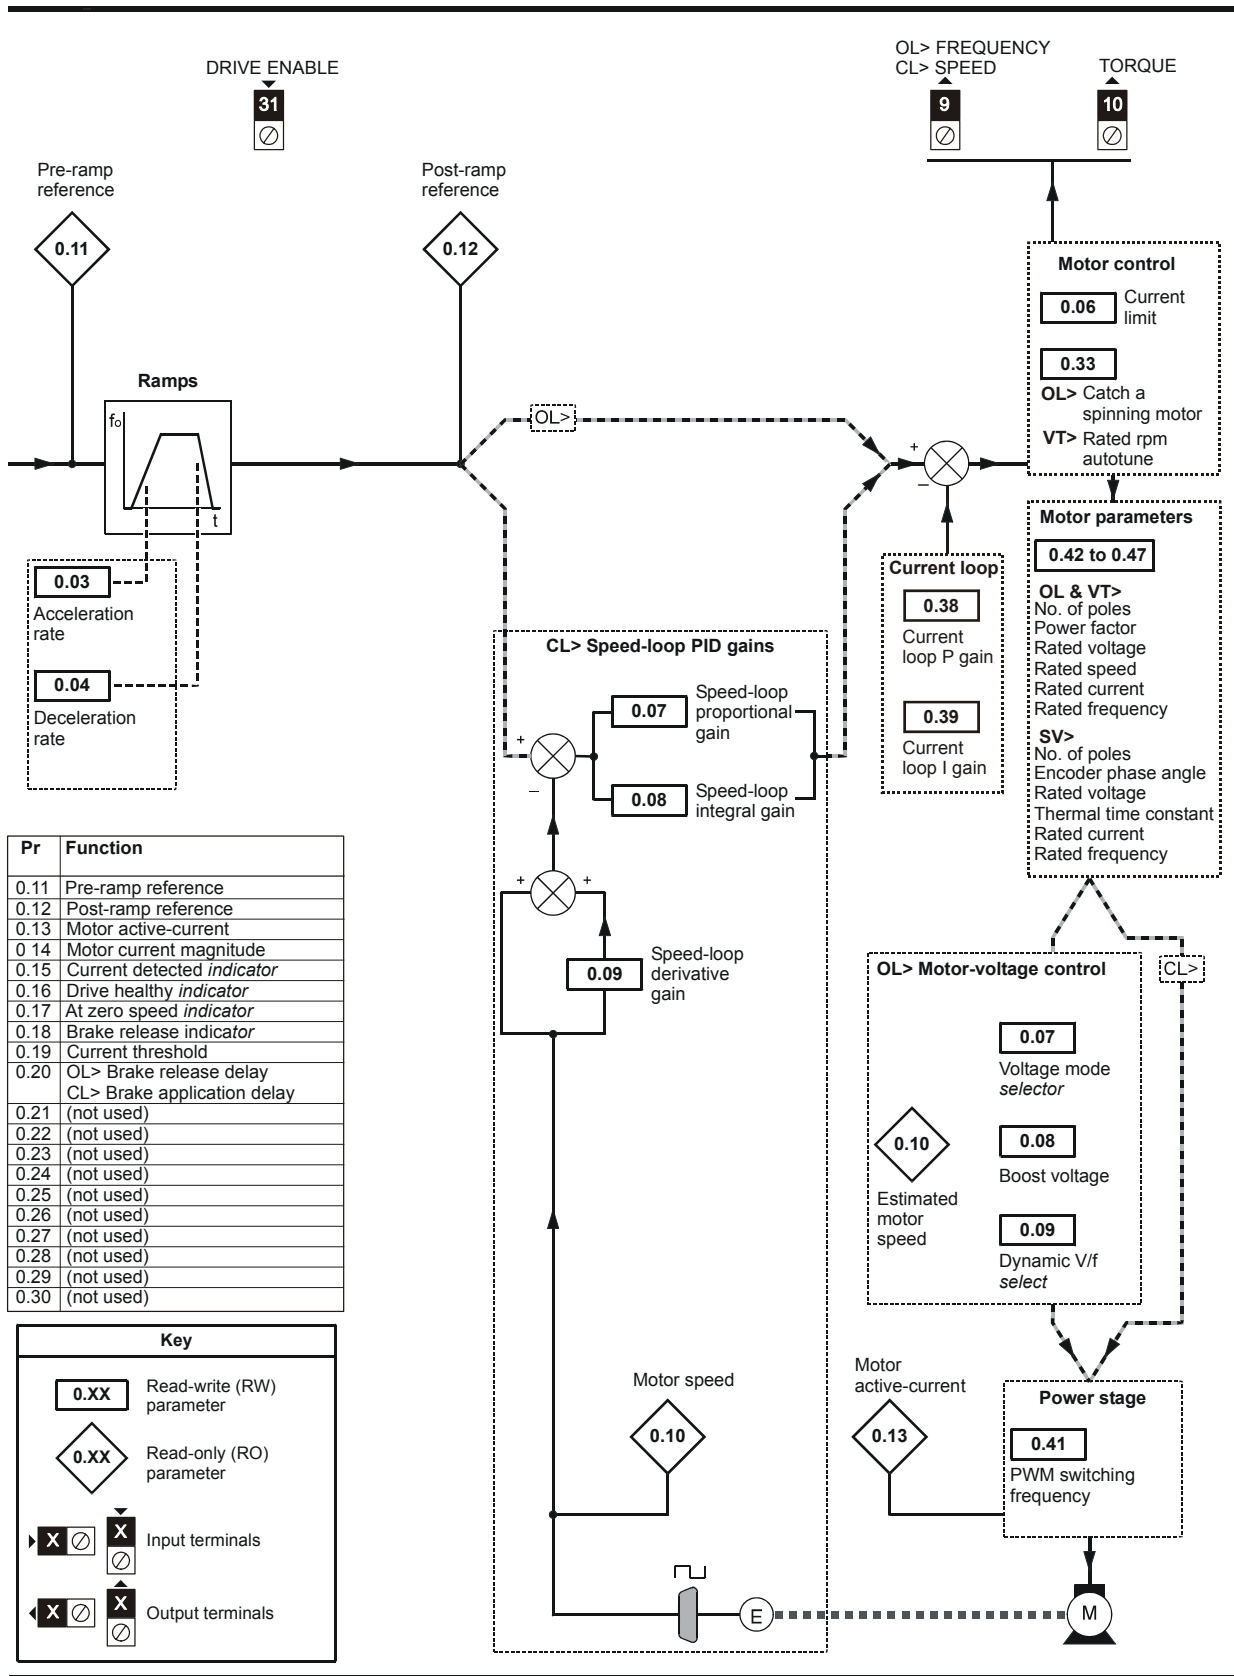 DRIVE ENABLE
31
OL> FREQUENCY
CL> SPEED
9
TORQUE
10
Pre-ramp
reference
0.11
Post-ramp
reference
0.12
Ramps
fo
t
0.03
Acceleration
rate
0.04
Deceleration
rate
OL>
+
–
Motor control
0.06
Current
limit
0.33
OL> Catch a
spinning motor
VT> Rated rpm
autotune
Motor parameters
0.42 to 0.47
OL & VT>
No. of poles
Power factor
Rated voltage
Rated speed
Rated current
Rated frequency
SV>
No. of poles
Encoder phase angle
Rated voltage
Thermal time constant
Rated current
Rated frequency
Current loop
0.38
Current
loop P gain
0.39
Current
loop I gain
CL> Speed-loop PID gains
0.07
Speed-loop
proportional
gain
+
–
0.08
Speed-loop
integral gain
+
+
0.09
Speed-loop
derivative
gain
Pr Function
0.11 Pre-ramp reference
0.12 Post-ramp reference
0.13 Motor active-current
0 14 Motor current magnitude
0.15 Current detected indicator
0.16 Drive healthy indicator
0.17 At zero speed indicator
0.18 Brake release indicator
0.19 Current threshold
0.20 OL> Brake release delay
CL> Brake application delay
0.21 (not used)
0.22 (not used)
0.23 (not used)
0.24 (not used)
0.25 (not used)
0.26 (not used)
0.27 (not used)
0.28 (not used)
0.29 (not used)
0.30 (not used)
OL> Motor-voltage control
CL>
0.07
Voltage mode
selector
0.10
Estimated
motor
speed
0.08
Boost voltage
0.09
Dynamic V/f
select
Key
0.XX
Read-write (RW)
parameter
0.XX
Read-only (RO)
parameter
X
X
Input terminals
X
X
Output terminals
Motor speed
0.10
Motor
active-current
0.13
Power stage
0.41
PWM switching
frequency
E
M